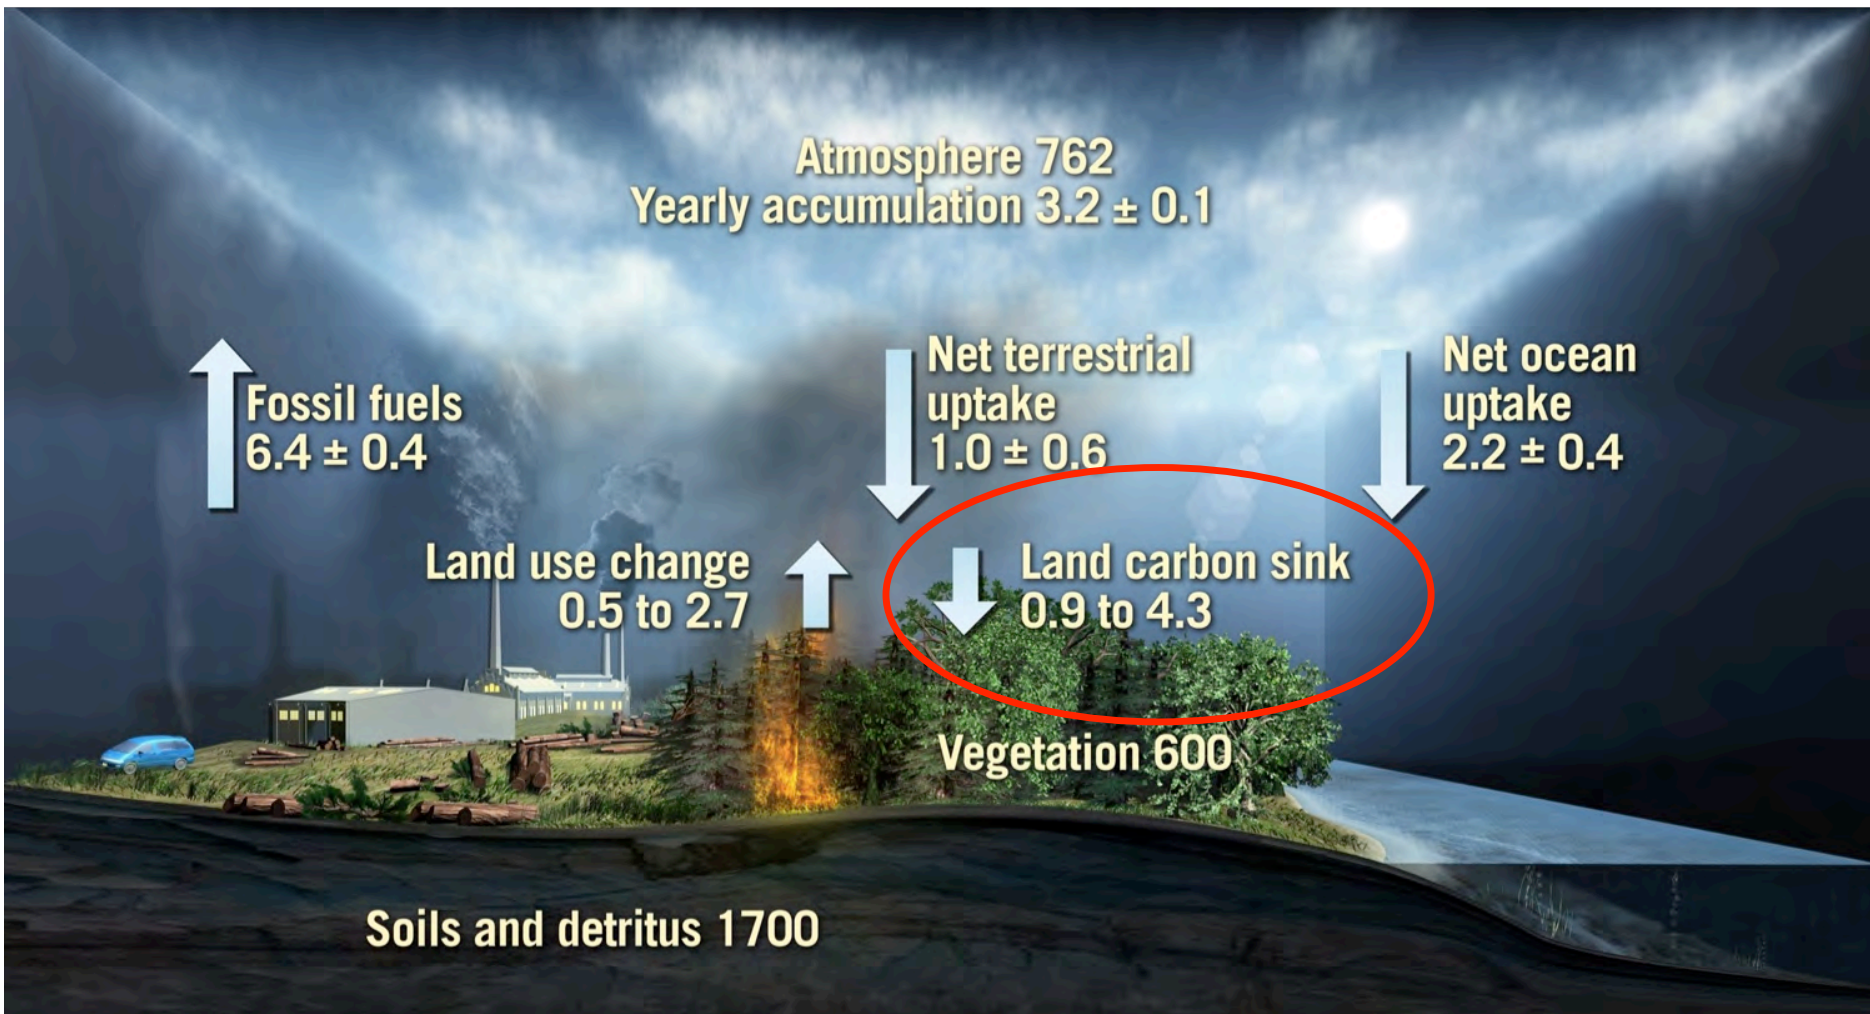 Atmosphere 762
Yearly accumulation 3.2 ± 0.1
Fossil fuels
6.4 ± 0.4
Net terrestrial
uptake
1.0 ± 0.6
Net ocean
uptake
2.2 ± 0.4
Land use change
0.5 to 2.7
Land carbon sink
0.9 to 4.3
Vegetation 600
Soils and detritus 1700